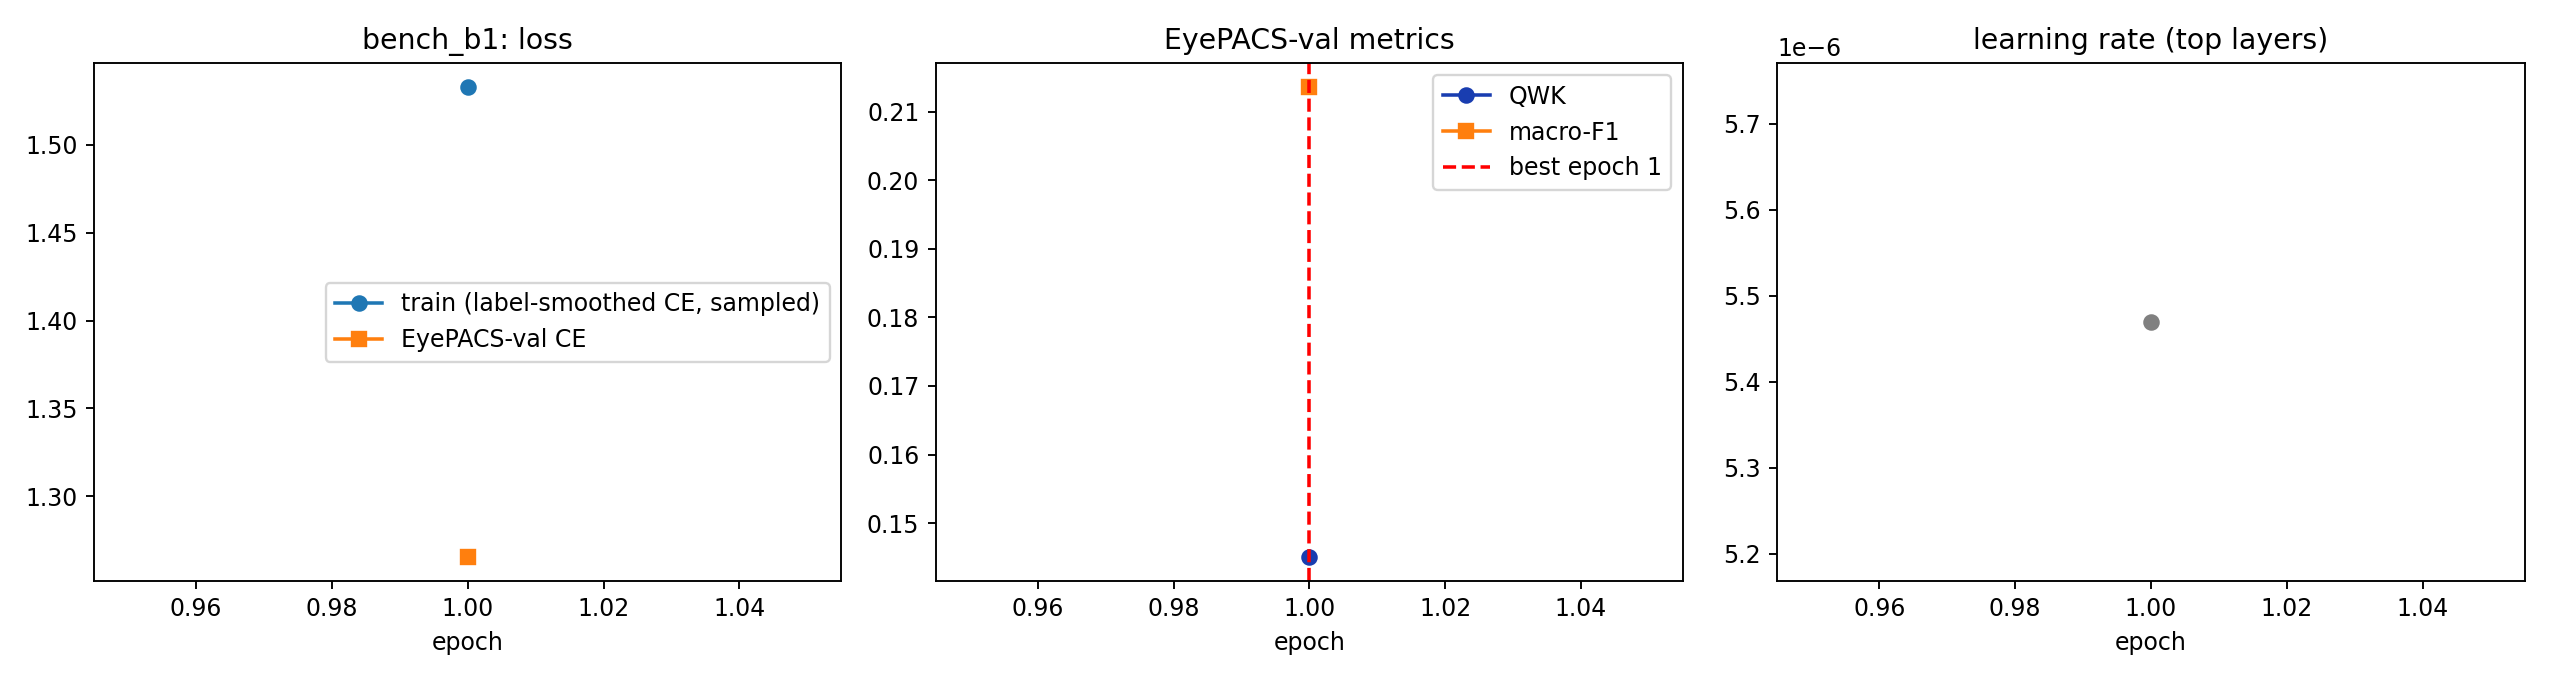 bench_b1: loss
1.50
1.45
1.40
1.35
1.30
train (label-smoothed CE, sampled)
EyePACS-val CE
0.96 0.98 1.00 1.02 1.04
epoch
EyePACS-val metrics
0.21
0.20
0.19
0.18
0.17
0.16
0.15
QWK
macro-F1
best epoch 1
0.96 0.98 1.00 1.02 1.04
epoch
learning rate (top layers)
1e−6
5.7
5.6
5.5
5.4
5.3
5.2
0.96 0.98 1.00 1.02 1.04
epoch